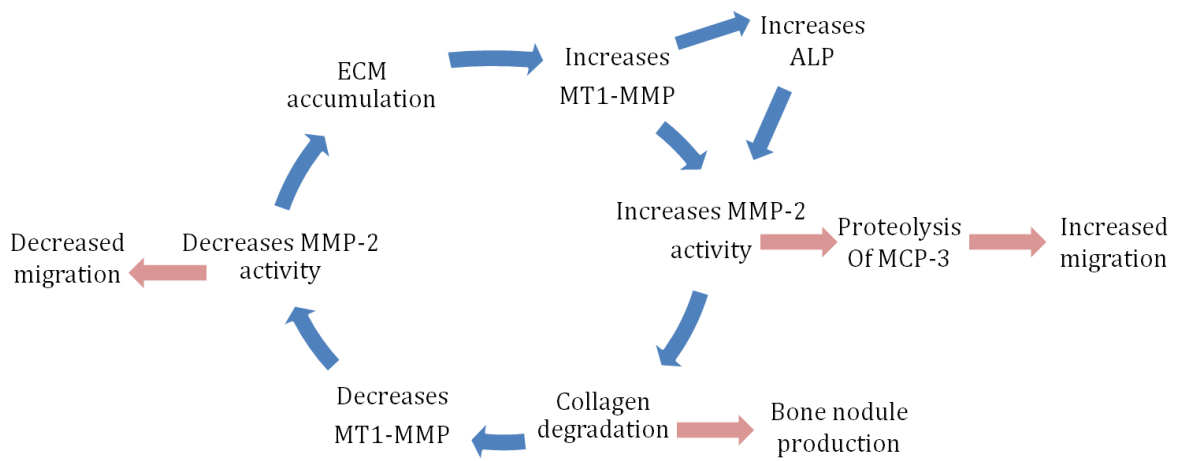 Increases
ALP
Increases
MT1-MMP
ECM
accumulation
Increases MMP-2
activity
Proteolysis
Of MCP-3
Increased
migration
Decreased
migration
Decreases MMP-2
activity
Decreases
MT1-MMP
Collagen
degradation
Bone nodule
production